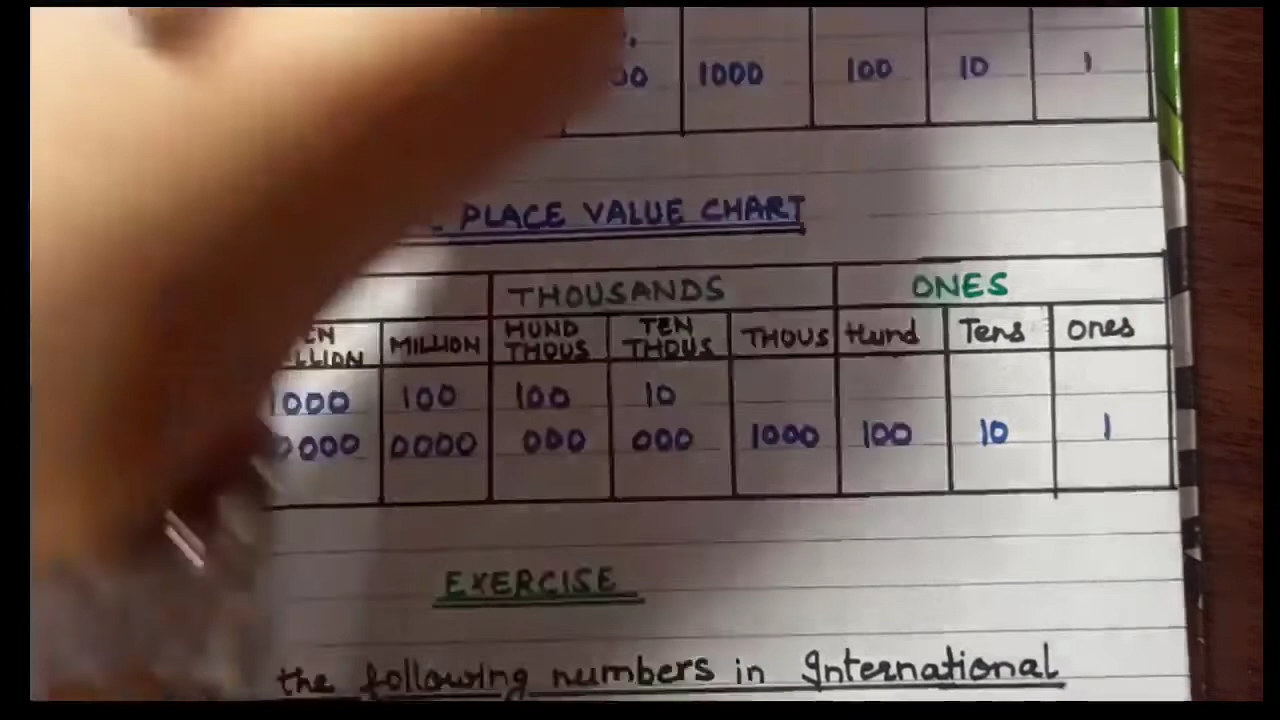 1000 100 10 1
PLACE VALUE CHART
THOUSANDS ONES
MILLION HUND THOUS TEN THOUS THOUS Hund Tens Ones
1000 100 100 10
0000 0000 000 000 1000 100 10 1
EXERCISE
the following numbers in International